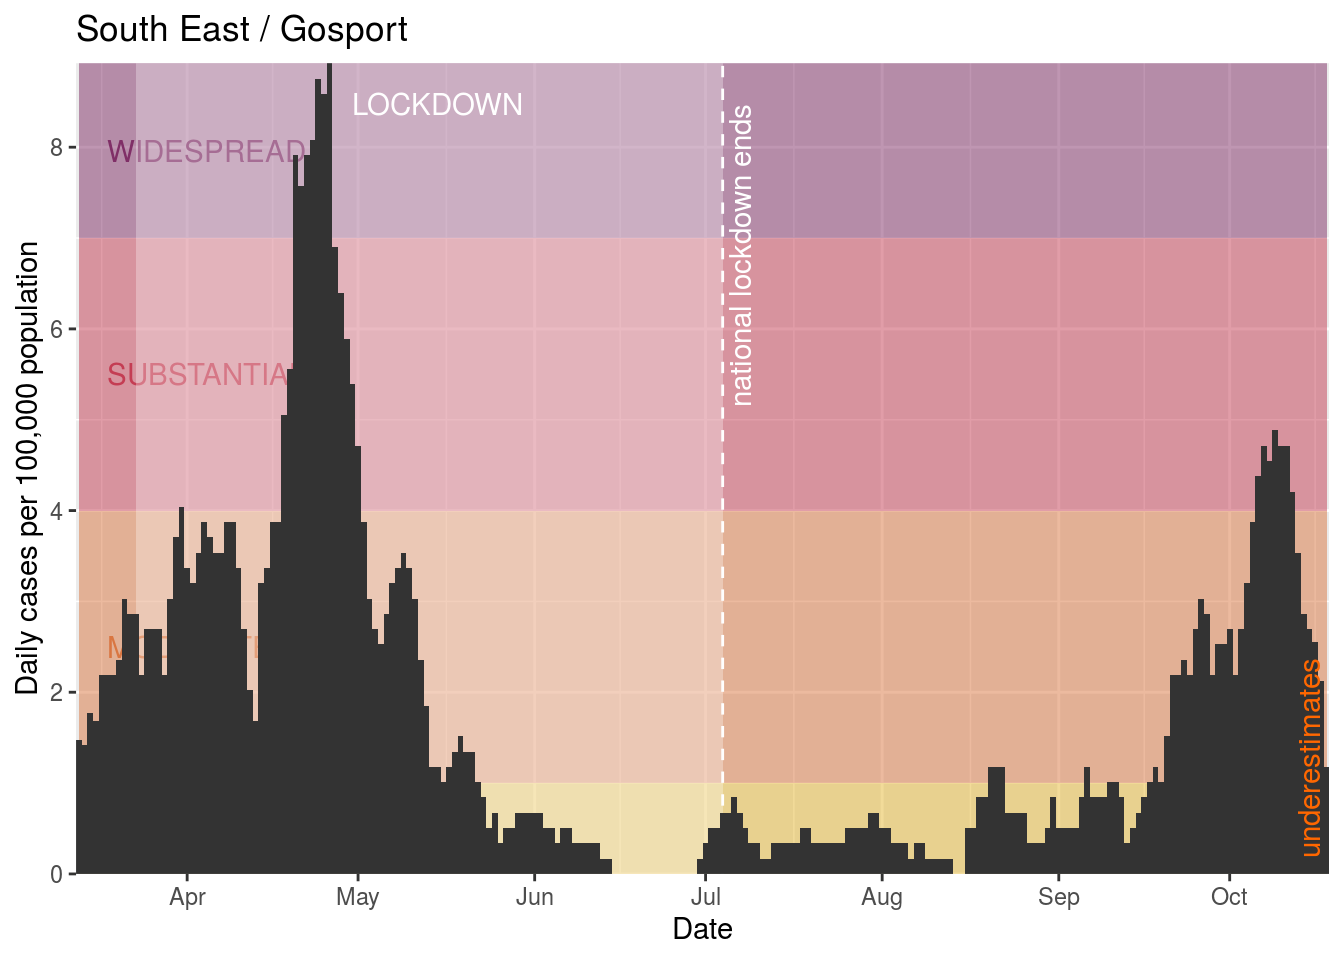 South East / Gosport
LOCKDOWN
WIDESPREAD
national lockdown ends
SUBSTANTIA
underestimates
Daily cases per 100,000 population
8
6
4
2
0
Apr
May
Jun
Jul
Aug
Sep
Oct
Date